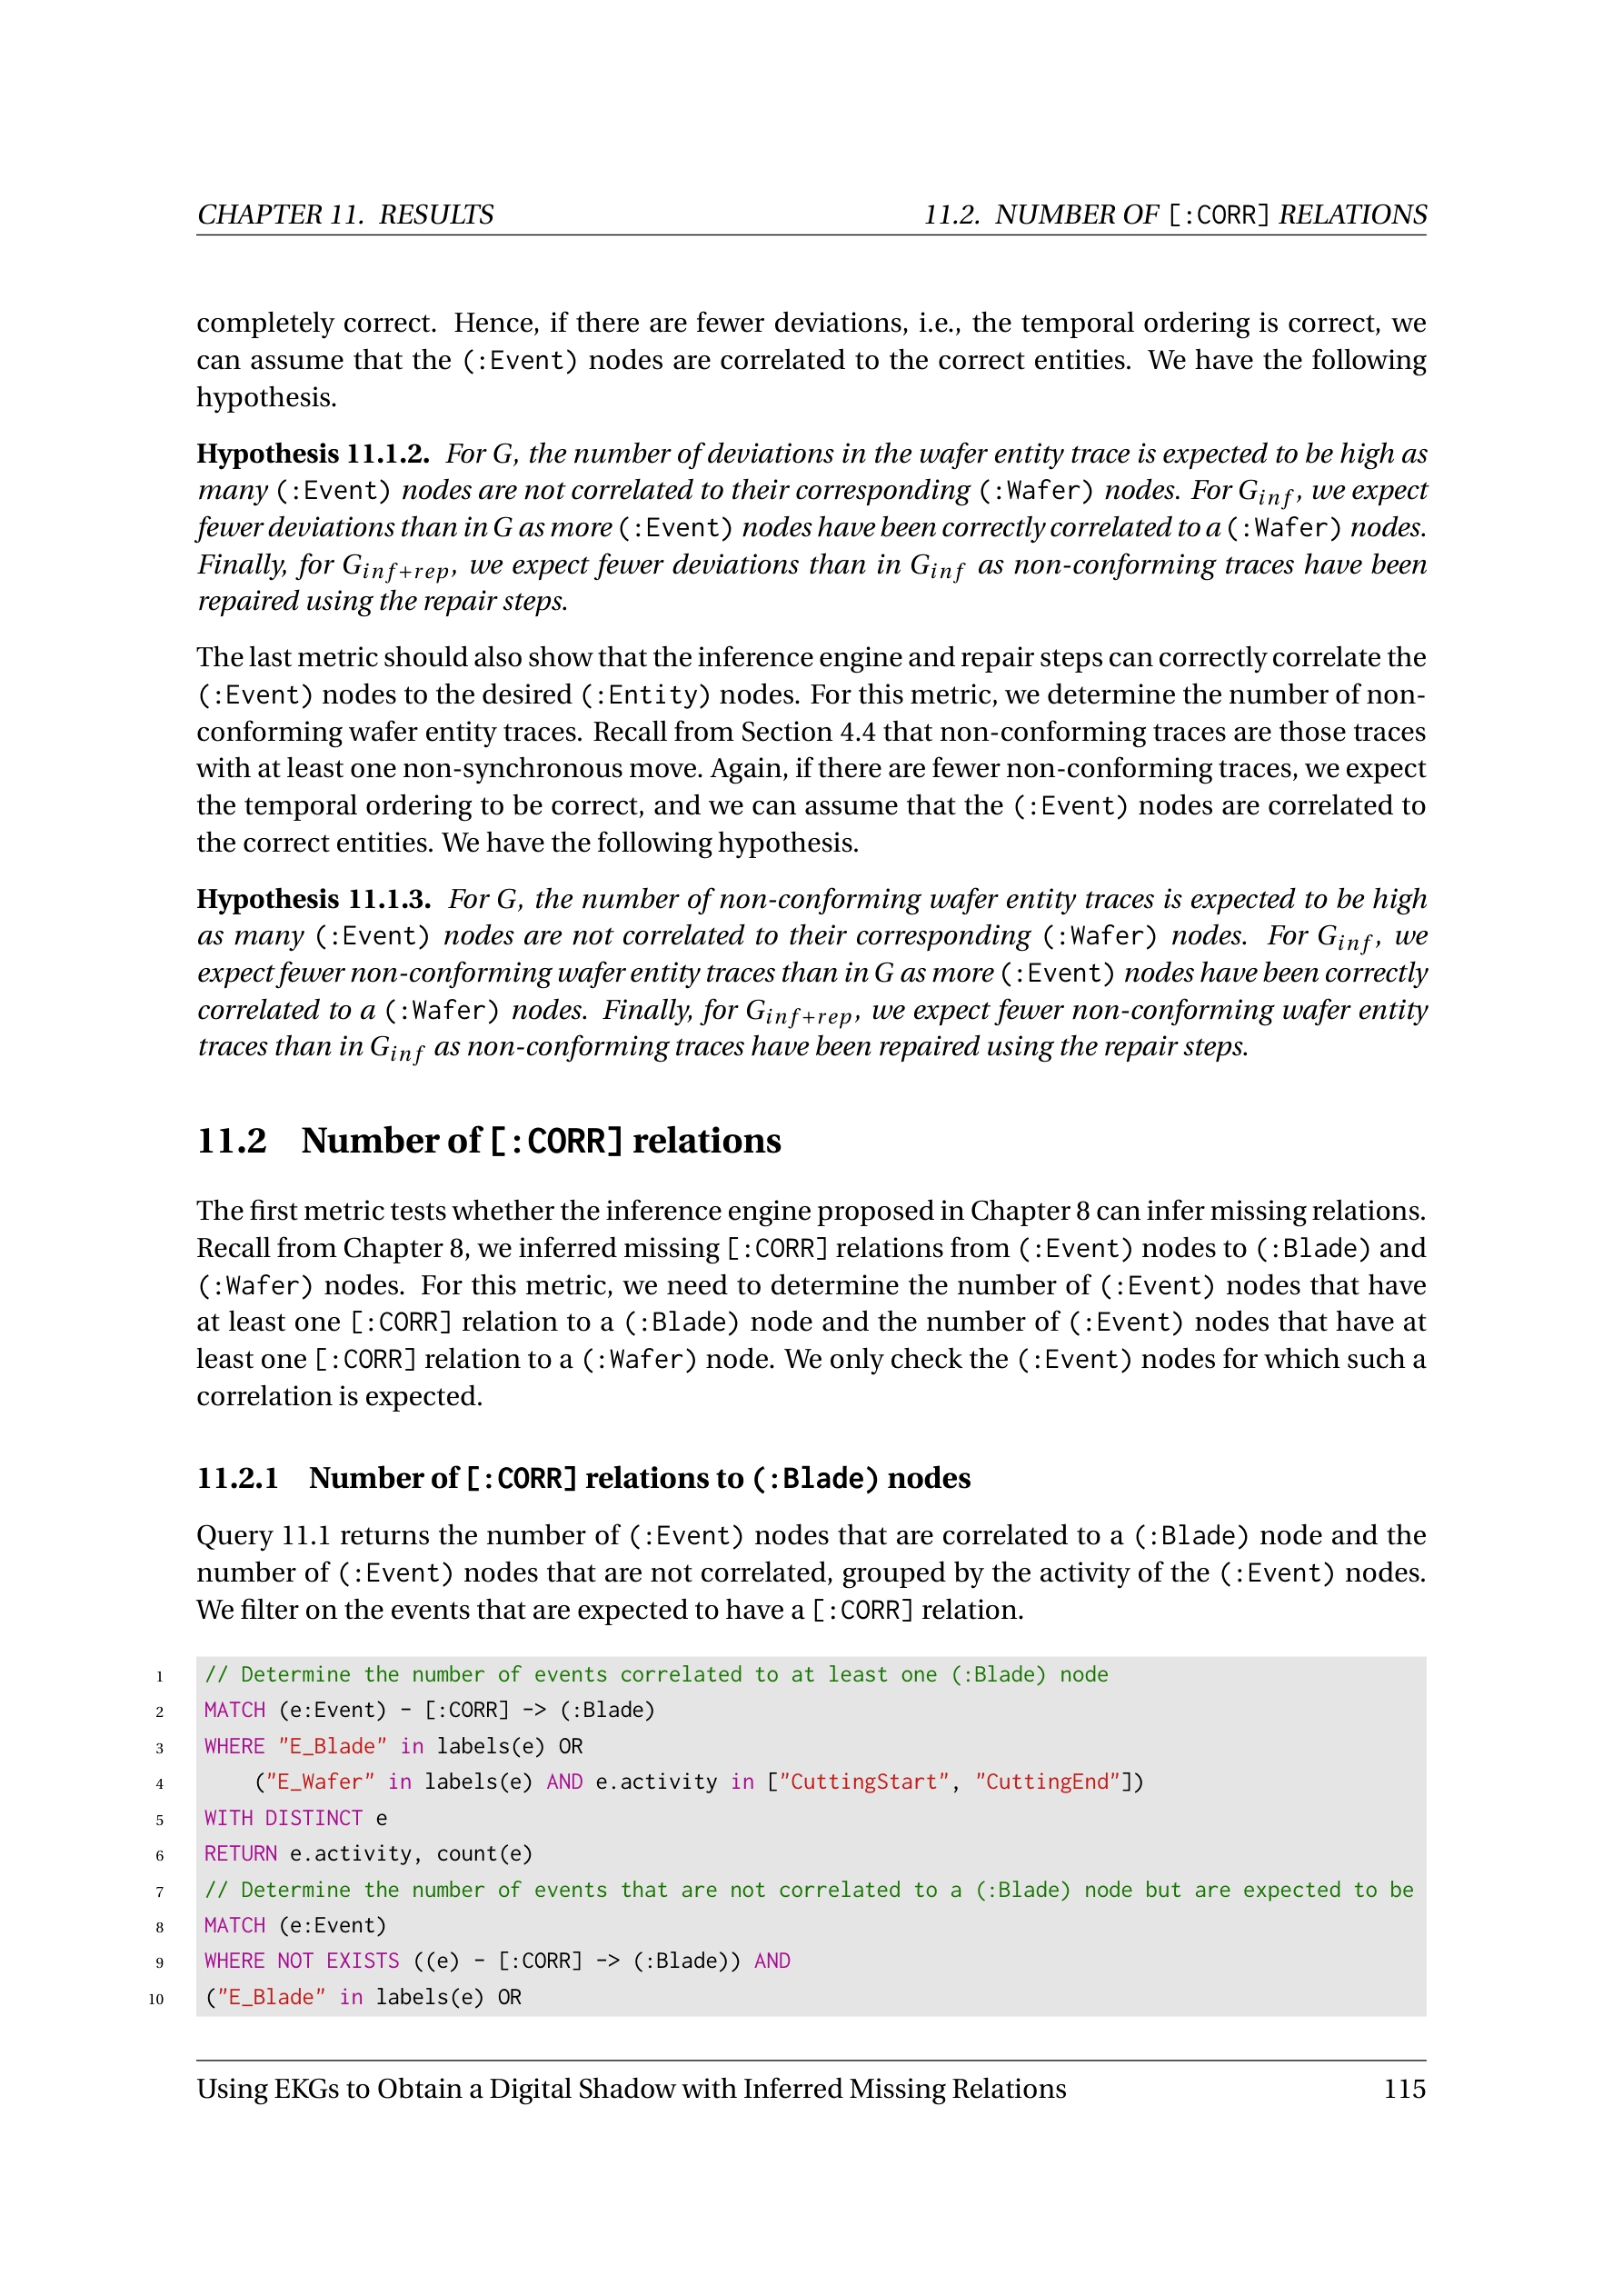 CHAPTER 11. RESULTS 11.2. NUMBER OF [:CORR] RELATIONS
completely correct. Hence, if there are fewer deviations, i.e., the temporal ordering is correct, we
can assume that the (:Event) nodes are correlated to the correct entities. We have the following
hypothesis.
Hypothesis 11.1.2. For G, the number of deviations in the wafer entity trace is expected to be high as
many (:Event) nodes are not correlated to their corresponding (:Wafer) nodes. For G_inf, we expect
fewer deviations than in G as more (:Event) nodes have been correctly correlated to a (:Wafer) nodes.
Finally, for G_inf+rep, we expect fewer deviations than in G_inf as non-conforming traces have been
repaired using the repair steps.
The last metric should also show that the inference engine and repair steps can correctly correlate the
(:Event) nodes to the desired (:Entity) nodes. For this metric, we determine the number of non-
conforming wafer entity traces. Recall from Section 4.4 that non-conforming traces are those traces
with at least one non-synchronous move. Again, if there are fewer non-conforming traces, we expect
the temporal ordering to be correct, and we can assume that the (:Event) nodes are correlated to
the correct entities. We have the following hypothesis.
Hypothesis 11.1.3. For G, the number of non-conforming wafer entity traces is expected to be high
as many (:Event) nodes are not correlated to their corresponding (:Wafer) nodes. For G_inf, we
expect fewer non-conforming wafer entity traces than in G as more (:Event) nodes have been correctly
correlated to a (:Wafer) nodes. Finally, for G_inf+rep, we expect fewer non-conforming wafer entity
traces than in G_inf as non-conforming traces have been repaired using the repair steps.
11.2 Number of [:CORR] relations
The first metric tests whether the inference engine proposed in Chapter 8 can infer missing relations.
Recall from Chapter 8, we inferred missing [:CORR] relations from (:Event) nodes to (:Blade) and
(:Wafer) nodes. For this metric, we need to determine the number of (:Event) nodes that have
at least one [:CORR] relation to a (:Blade) node and the number of (:Event) nodes that have at
least one [:CORR] relation to a (:Wafer) node. We only check the (:Event) nodes for which such a
correlation is expected.
11.2.1 Number of [:CORR] relations to (:Blade) nodes
Query 11.1 returns the number of (:Event) nodes that are correlated to a (:Blade) node and the
number of (:Event) nodes that are not correlated, grouped by the activity of the (:Event) nodes.
We filter on the events that are expected to have a [:CORR] relation.
1 // Determine the number of events correlated to at least one (:Blade) node
2 MATCH (e:Event) - [:CORR] -> (:Blade)
3 WHERE "E_Blade" in labels(e) OR
4 ("E_Wafer" in labels(e) AND e.activity in ["CuttingStart", "CuttingEnd"])
5 WITH DISTINCT e
6 RETURN e.activity, count(e)
7 // Determine the number of events that are not correlated to a (:Blade) node but are expected to be
8 MATCH (e:Event)
9 WHERE NOT EXISTS ((e) - [:CORR] -> (:Blade)) AND
10 ("E_Blade" in labels(e) OR
Using EKGs to Obtain a Digital Shadow with Inferred Missing Relations 115